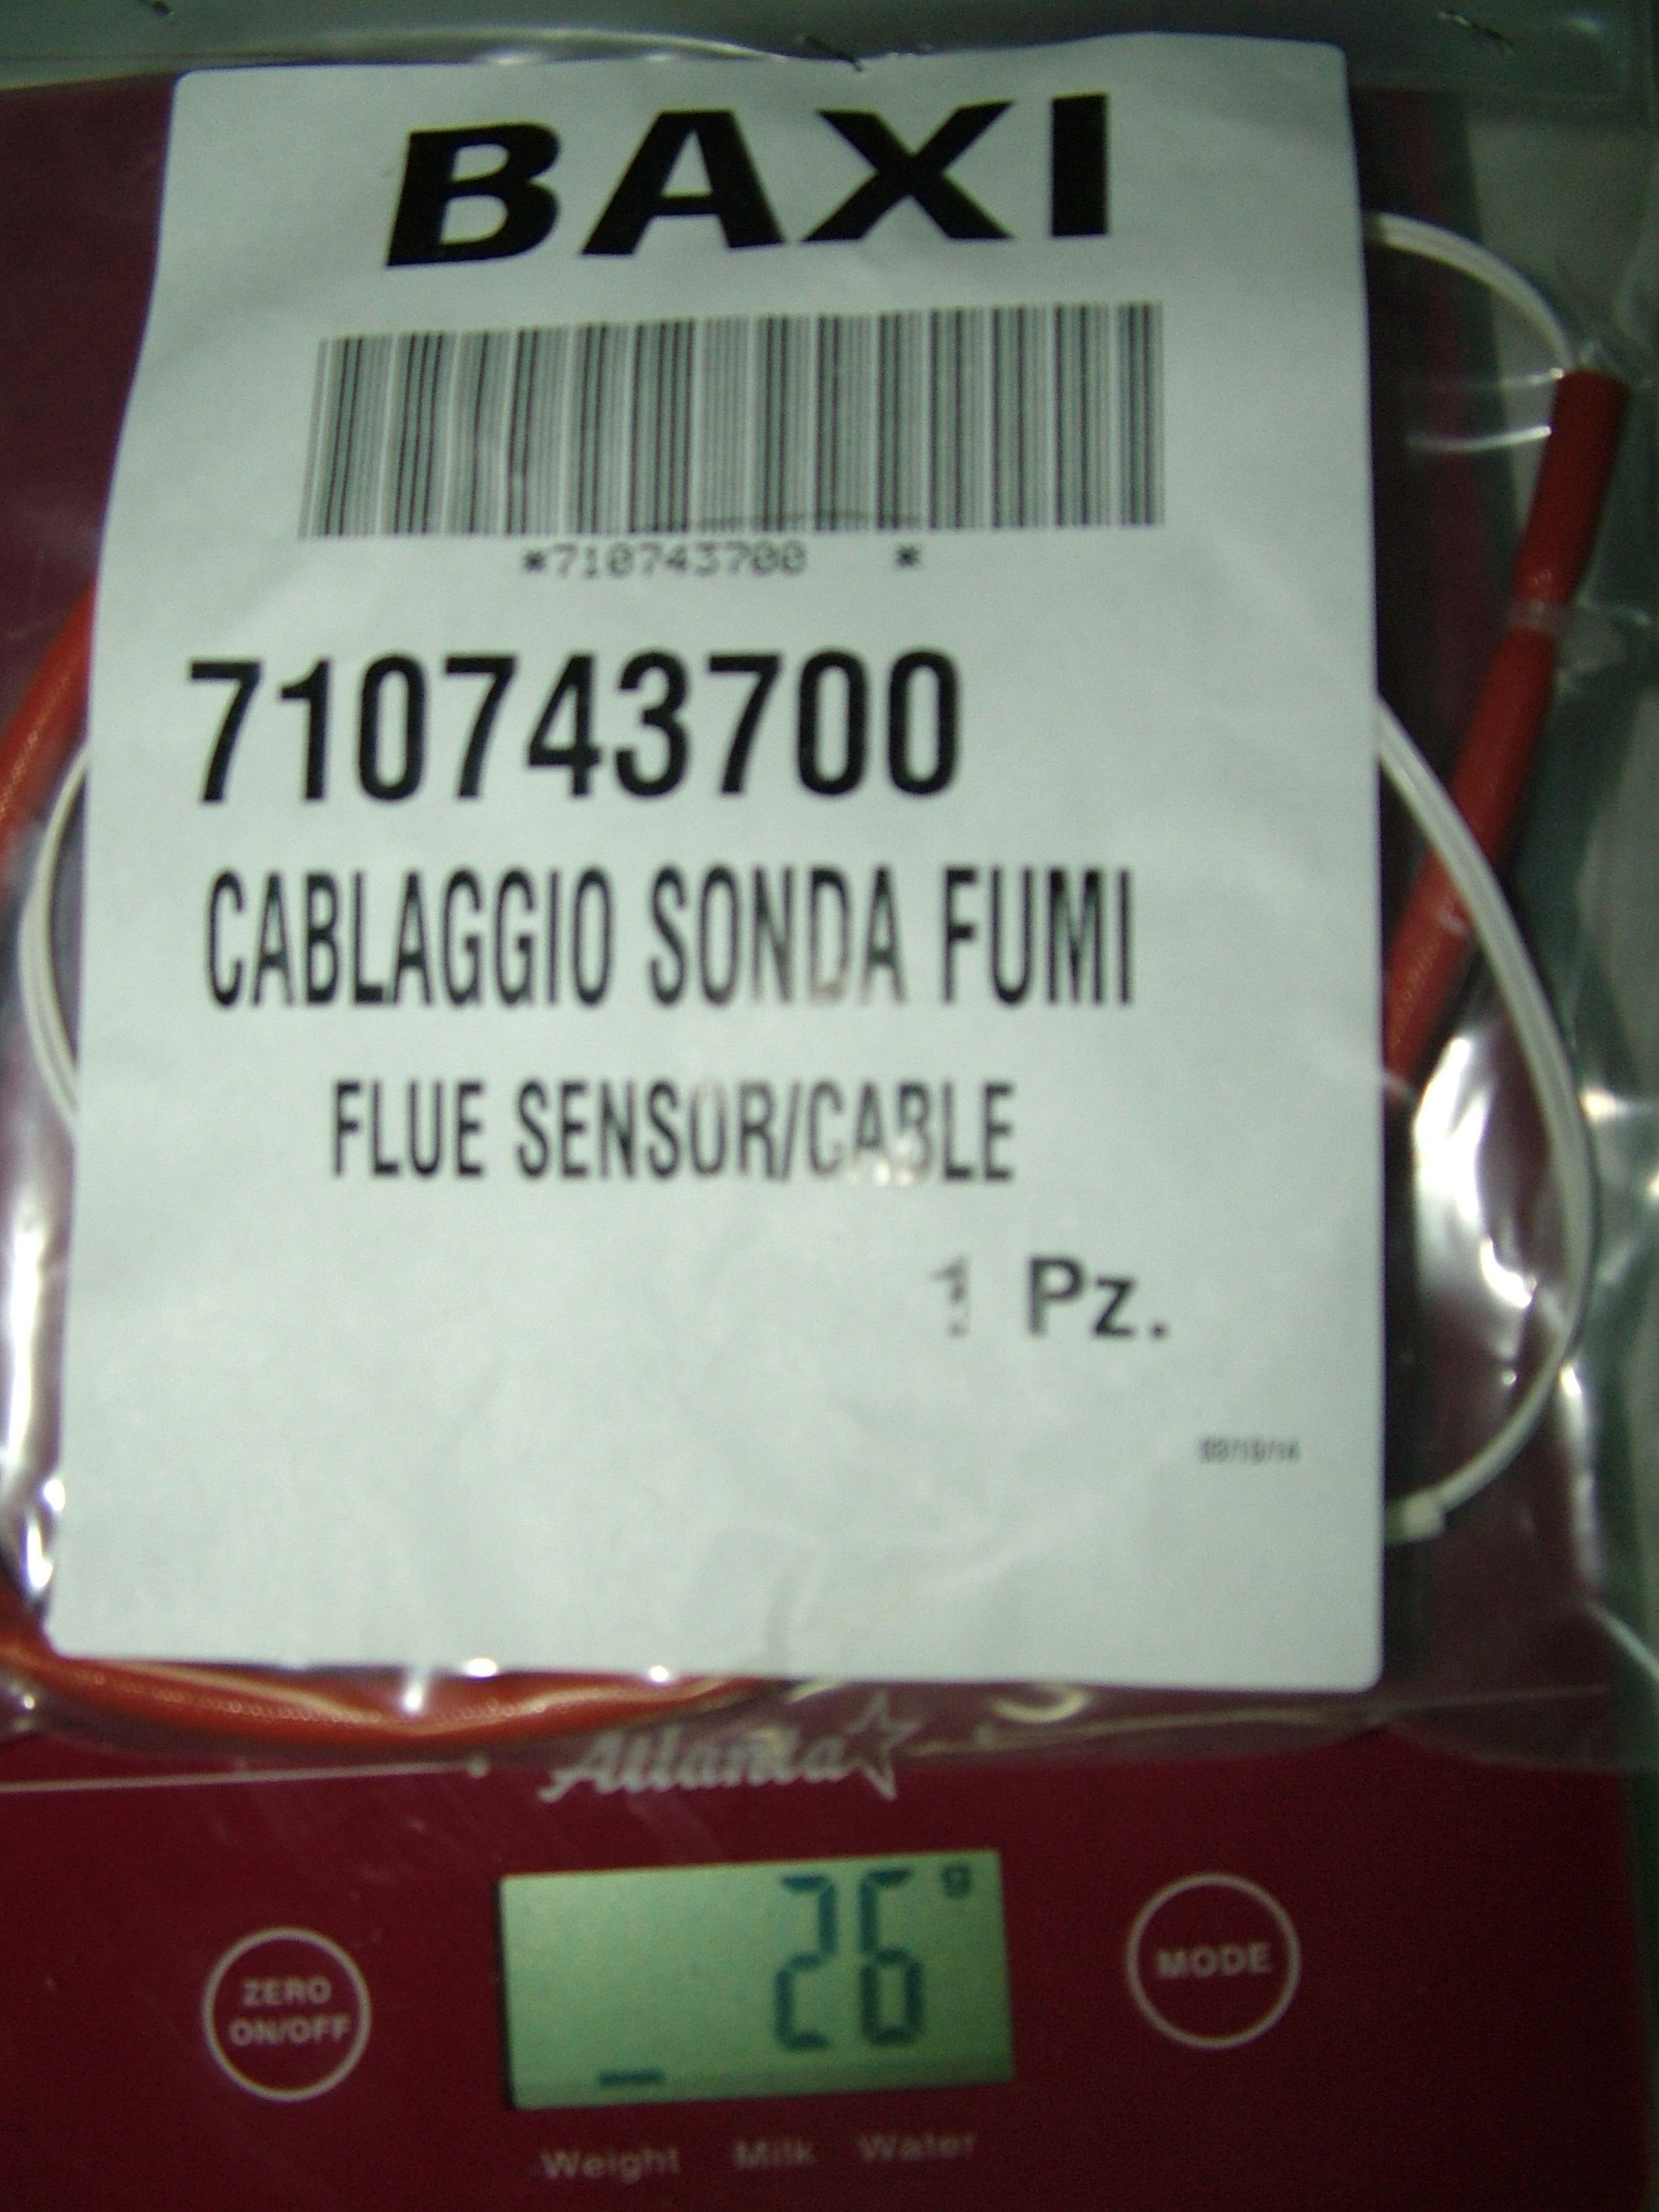 BAXI
*710743700 *
710743700
CABLAGGIO SONDA FUMI
FLUE SENSOR/CABLE
1 Pz.
Atlanta
26 g
ZERO
ON/OFF
MODE
Weight Milk Water